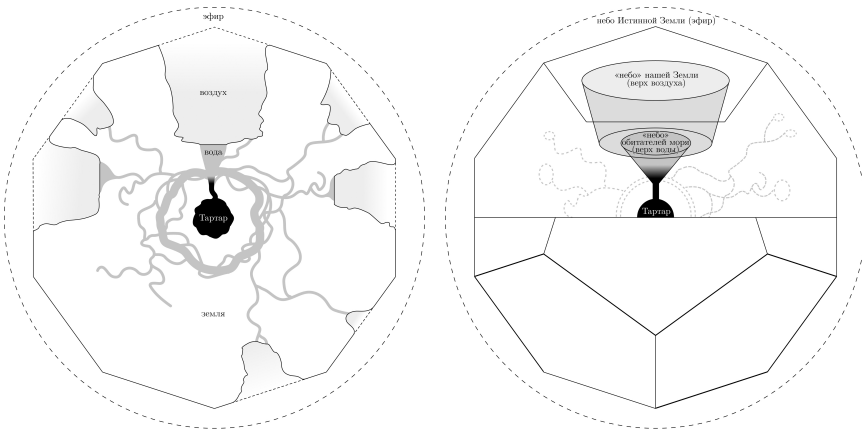 эфир
воздух
вода
Тартар
земля
небо Истинной Земли (эфир)
«небо» нашей Земли
(верх воздуха)
«небо»
обитателей моря
(верх воды)
Тартар